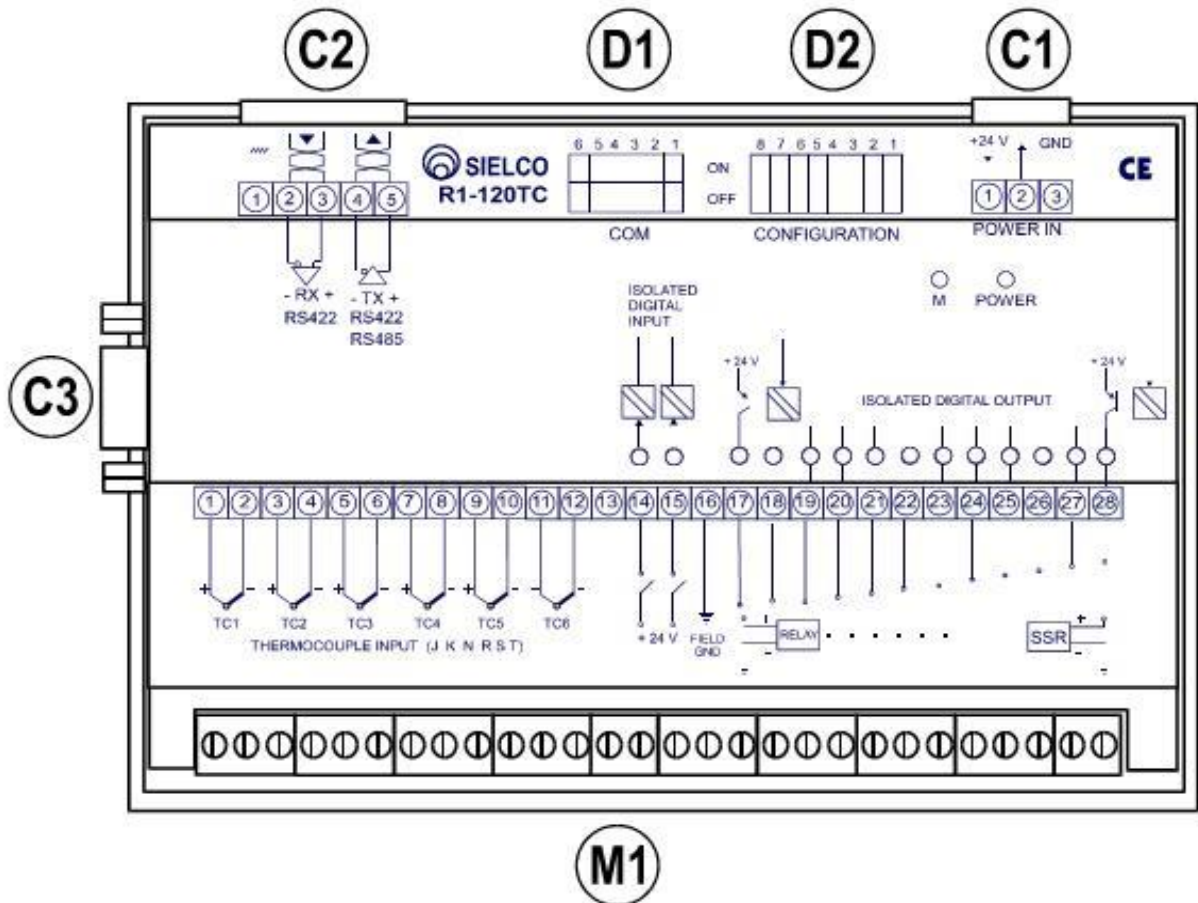 C2 D1 D2 C1
6 5 4 3 2 1
8 7 6 5 4 3 2 1
+24 V GND
SIELCO
R1-120TC
ON
OFF
CE
1 2 3 4 5
1 2 3
COM
CONFIGURATION
POWER IN
- RX +
RS422
- TX +
RS422
RS485
ISOLATED
DIGITAL
INPUT
M POWER
C3
+ 24 V
+ 24 V
ISOLATED DIGITAL OUTPUT
1 2 3 4 5 6 7 8 9 10 11 12 13 14 15 16 17 18 19 20 21 22 23 24 25 26 27 28
+ - + - + - + - + - - -
TC1 TC2 TC3 TC4 TC5 TC6
THERMOCOUPLE INPUT (J K N R S T)
+ 24 V
FIELD
GND
RELAY
SSR
+
-
M1